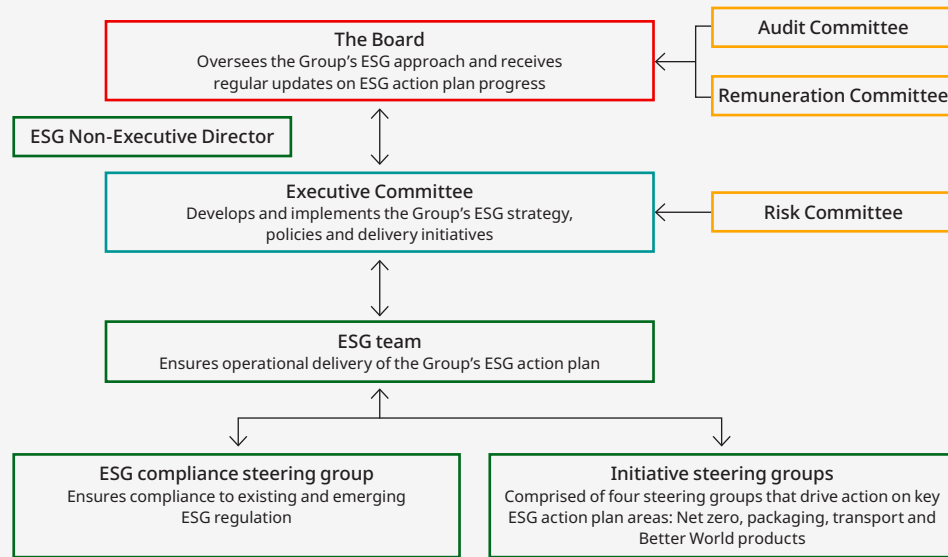 The Board
Oversees the Group’s ESG approach and receives
regular updates on ESG action plan progress
Audit Committee
Remuneration Committee
ESG Non-Executive Director
Executive Committee
Develops and implements the Group’s ESG strategy,
policies and delivery initiatives
Risk Committee
ESG team
Ensures operational delivery of the Group’s ESG action plan
ESG compliance steering group
Ensures compliance to existing and emerging
ESG regulation
Initiative steering groups
Comprised of four steering groups that drive action on key
ESG action plan areas: Net zero, packaging, transport and
Better World products